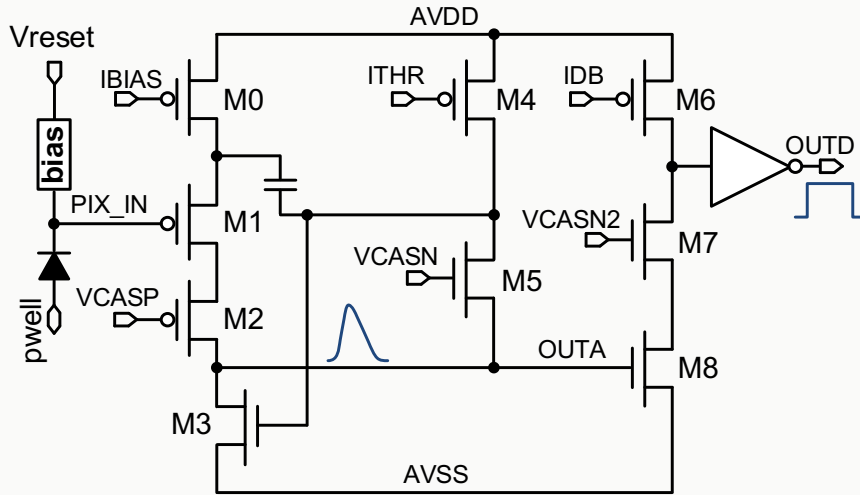 AVDD
Vreset
IBIAS
M0
ITHR
M4
IDB
M6
bias
OUTD
PIX_IN
M1
VCASN
M5
VCASN2
M7
pwell
VCASP
M2
OUTA
M8
M3
AVSS